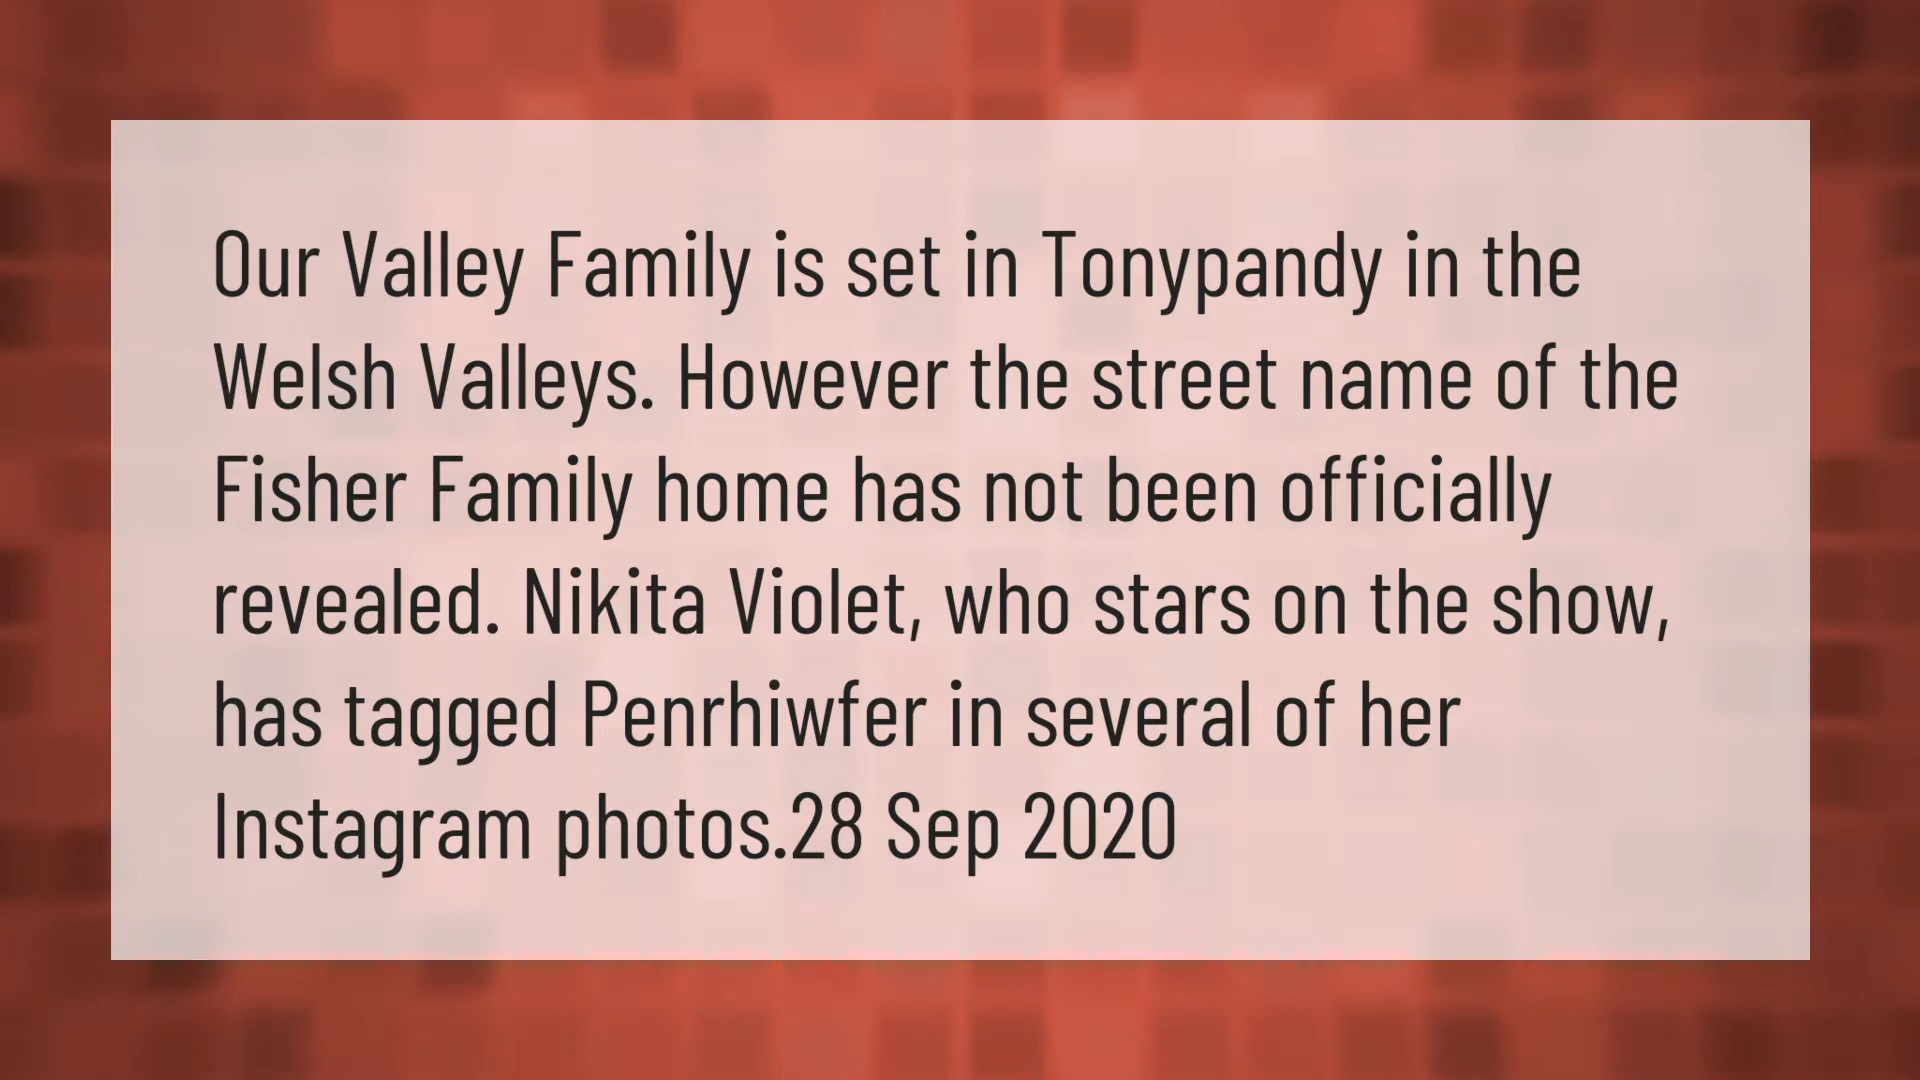 Our Valley Family is set in Tonypandy in the
Welsh Valleys. However the street name of the
Fisher Family home has not been officially
revealed. Nikita Violet, who stars on the show,
has tagged Penrhiwfer in several of her
Instagram photos.28 Sep 2020